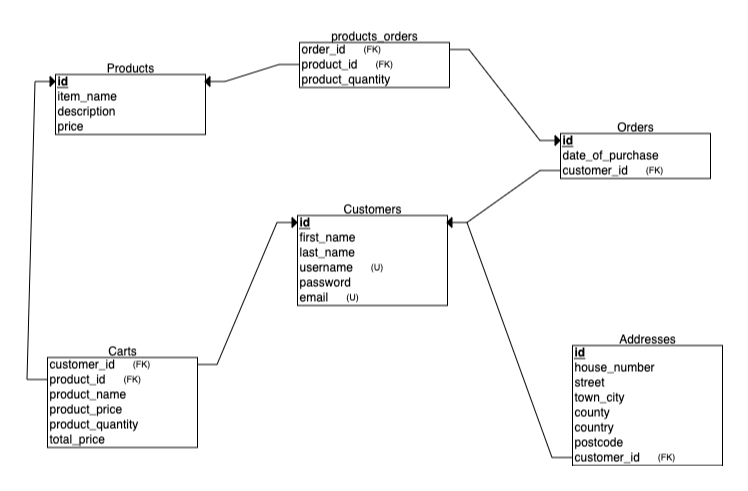 products_orders
order_id (FK)
product_id (FK)
product_quantity
Products
id
item_name
description
price
Orders
id
date_of_purchase
customer_id (FK)
Customers
id
first_name
last_name
username (U)
password
email (U)
Carts
customer_id (FK)
product_id (FK)
product_name
product_price
product_quantity
total_price
Addresses
id
house_number
street
town_city
county
country
postcode
customer_id (FK)